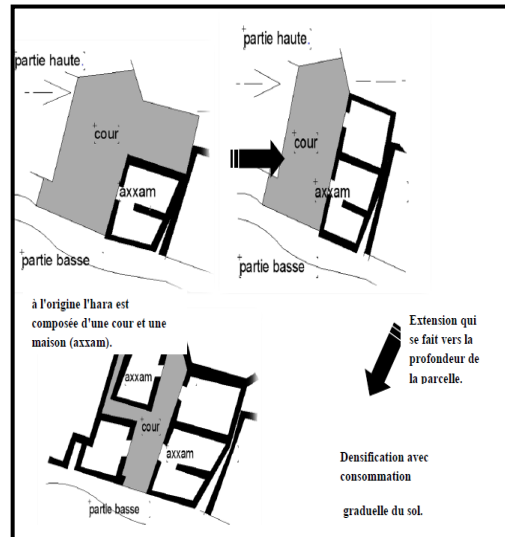 partie haute.
cour
axxam
partie basse
partie haute.
cour
axxam
partie basse
à l'origine l'hara est
composée d'une cour et une
maison (axxam).
Extension qui
se fait vers la
profondeur de
la parcelle.
axxam
cour
axxam
partie basse
Densification avec
consommation
graduelle du sol.